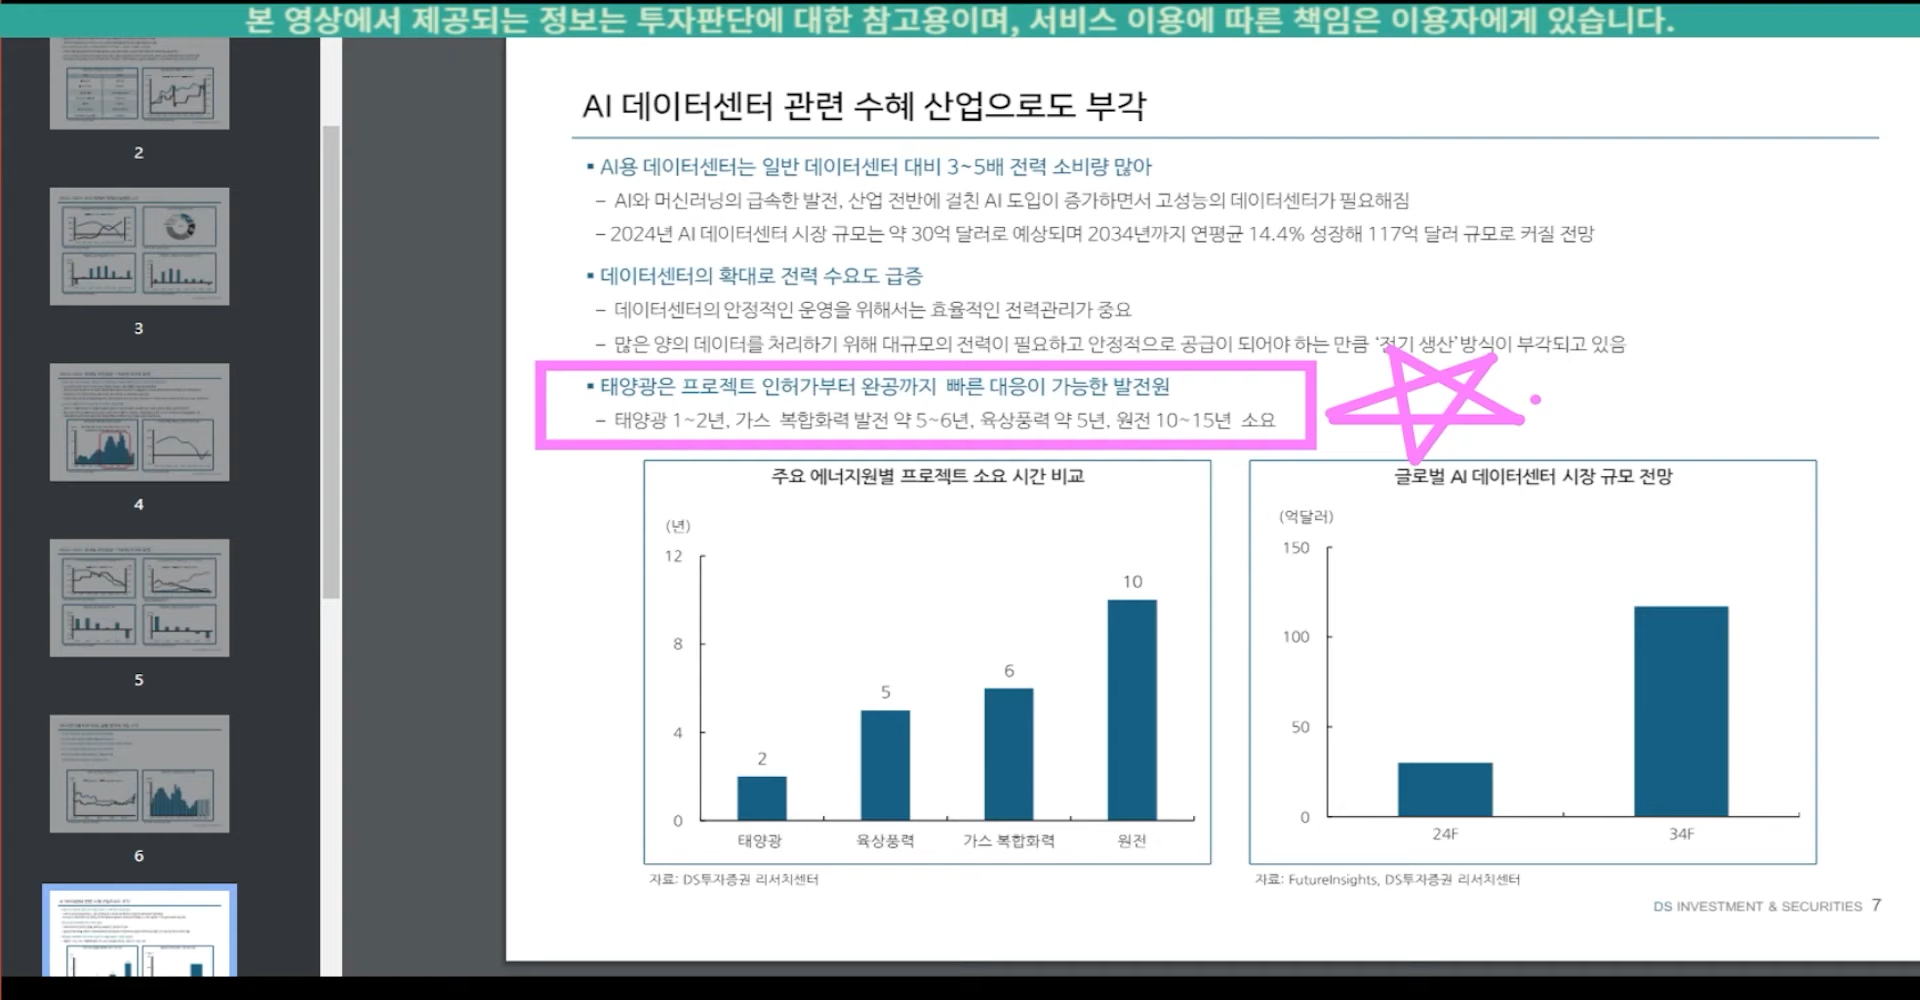 본 영상에서 제공되는 정보는 투자판단에 대한 참고용이며, 서비스 이용에 따른 책임은 이용자에게 있습니다.
2
3
4
5
6
AI 데이터센터 관련 수혜 산업으로도 부각
▪ AI용 데이터센터는 일반 데이터센터 대비 3~5배 전력 소비량 많아
– AI와 머신러닝의 급속한 발전, 산업 전반에 걸친 AI 도입이 증가하면서 고성능의 데이터센터가 필요해짐
– 2024년 AI 데이터센터 시장 규모는 약 30억 달러로 예상되며 2034년까지 연평균 14.4% 성장해 117억 달러 규모로 커질 전망
▪ 데이터센터의 확대로 전력 수요도 급증
– 데이터센터의 안정적인 운영을 위해서는 효율적인 전력관리가 중요
– 많은 양의 데이터를 처리하기 위해 대규모의 전력이 필요하고 안정적으로 공급이 되어야 하는 만큼 ‘전기 생산’ 방식이 부각되고 있음
▪ 태양광은 프로젝트 인허가부터 완공까지 빠른 대응이 가능한 발전원
– 태양광 1~2년, 가스 복합화력 발전 약 5~6년, 육상풍력 약 5년, 원전 10~15년 소요
주요 에너지원별 프로젝트 소요 시간 비교
(년)
12
8
4
0
2
5
6
10
태양광
육상풍력
가스 복합화력
원전
자료: DS투자증권 리서치센터
글로벌 AI 데이터센터 시장 규모 전망
(억달러)
150
100
50
0
24F
34F
자료: FutureInsights, DS투자증권 리서치센터
DS INVESTMENT & SECURITIES 7